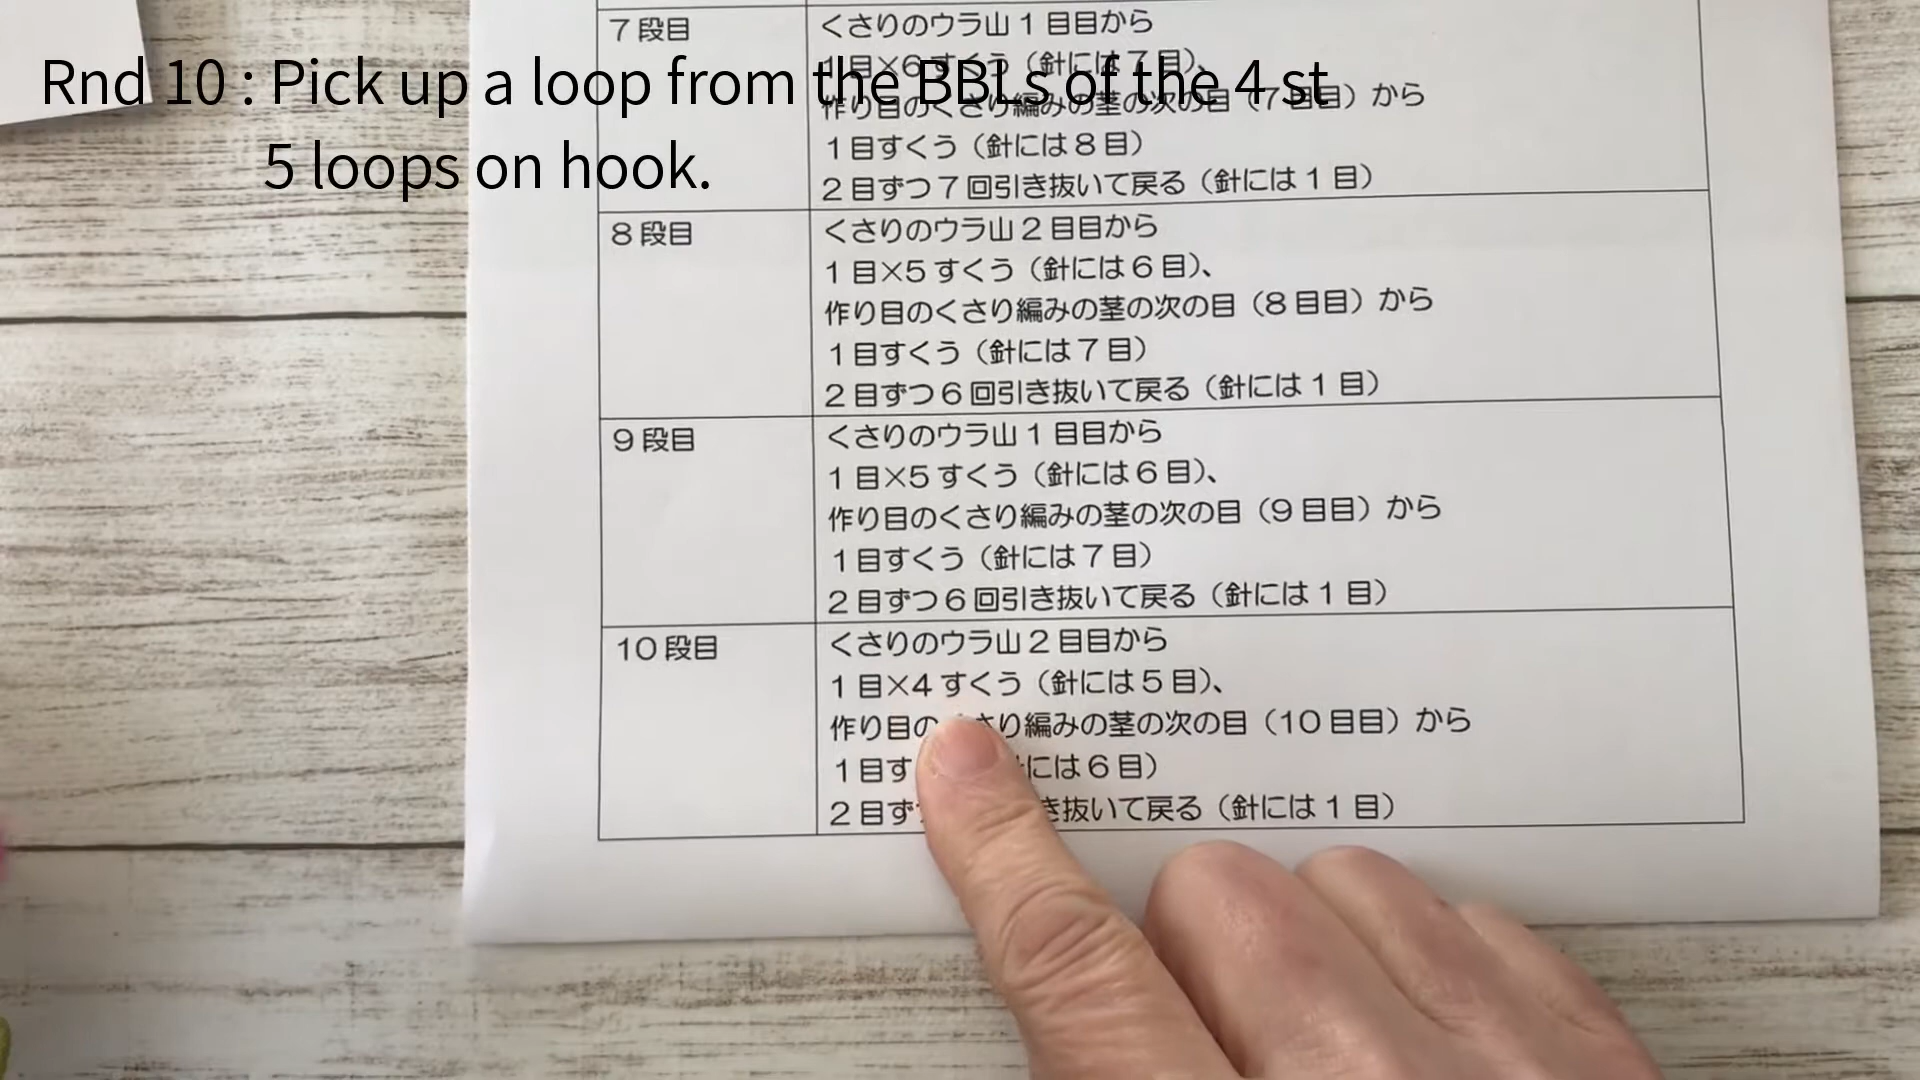 Rnd 10 : Pick up a loop from the BBLs of the 4 st
5 loops on hook.
7段目
くさりのウラ山1目目から
1目×6すくう（針には7目）、
作り目のくさり編みの茎の次の目（7目目）から
1目すくう（針には8目）
2目ずつ7回引き抜いて戻る（針には1目）
8段目
くさりのウラ山2目目から
1目×5すくう（針には6目）、
作り目のくさり編みの茎の次の目（8目目）から
1目すくう（針には7目）
2目ずつ6回引き抜いて戻る（針には1目）
9段目
くさりのウラ山1目目から
1目×5すくう（針には6目）、
作り目のくさり編みの茎の次の目（9目目）から
1目すくう（針には7目）
2目ずつ6回引き抜いて戻る（針には1目）
10段目
くさりのウラ山2目目から
1目×4すくう（針には5目）、
作り目のくさり編みの茎の次の目（10目目）から
1目す には6目）
2目ず き抜いて戻る（針には1目）